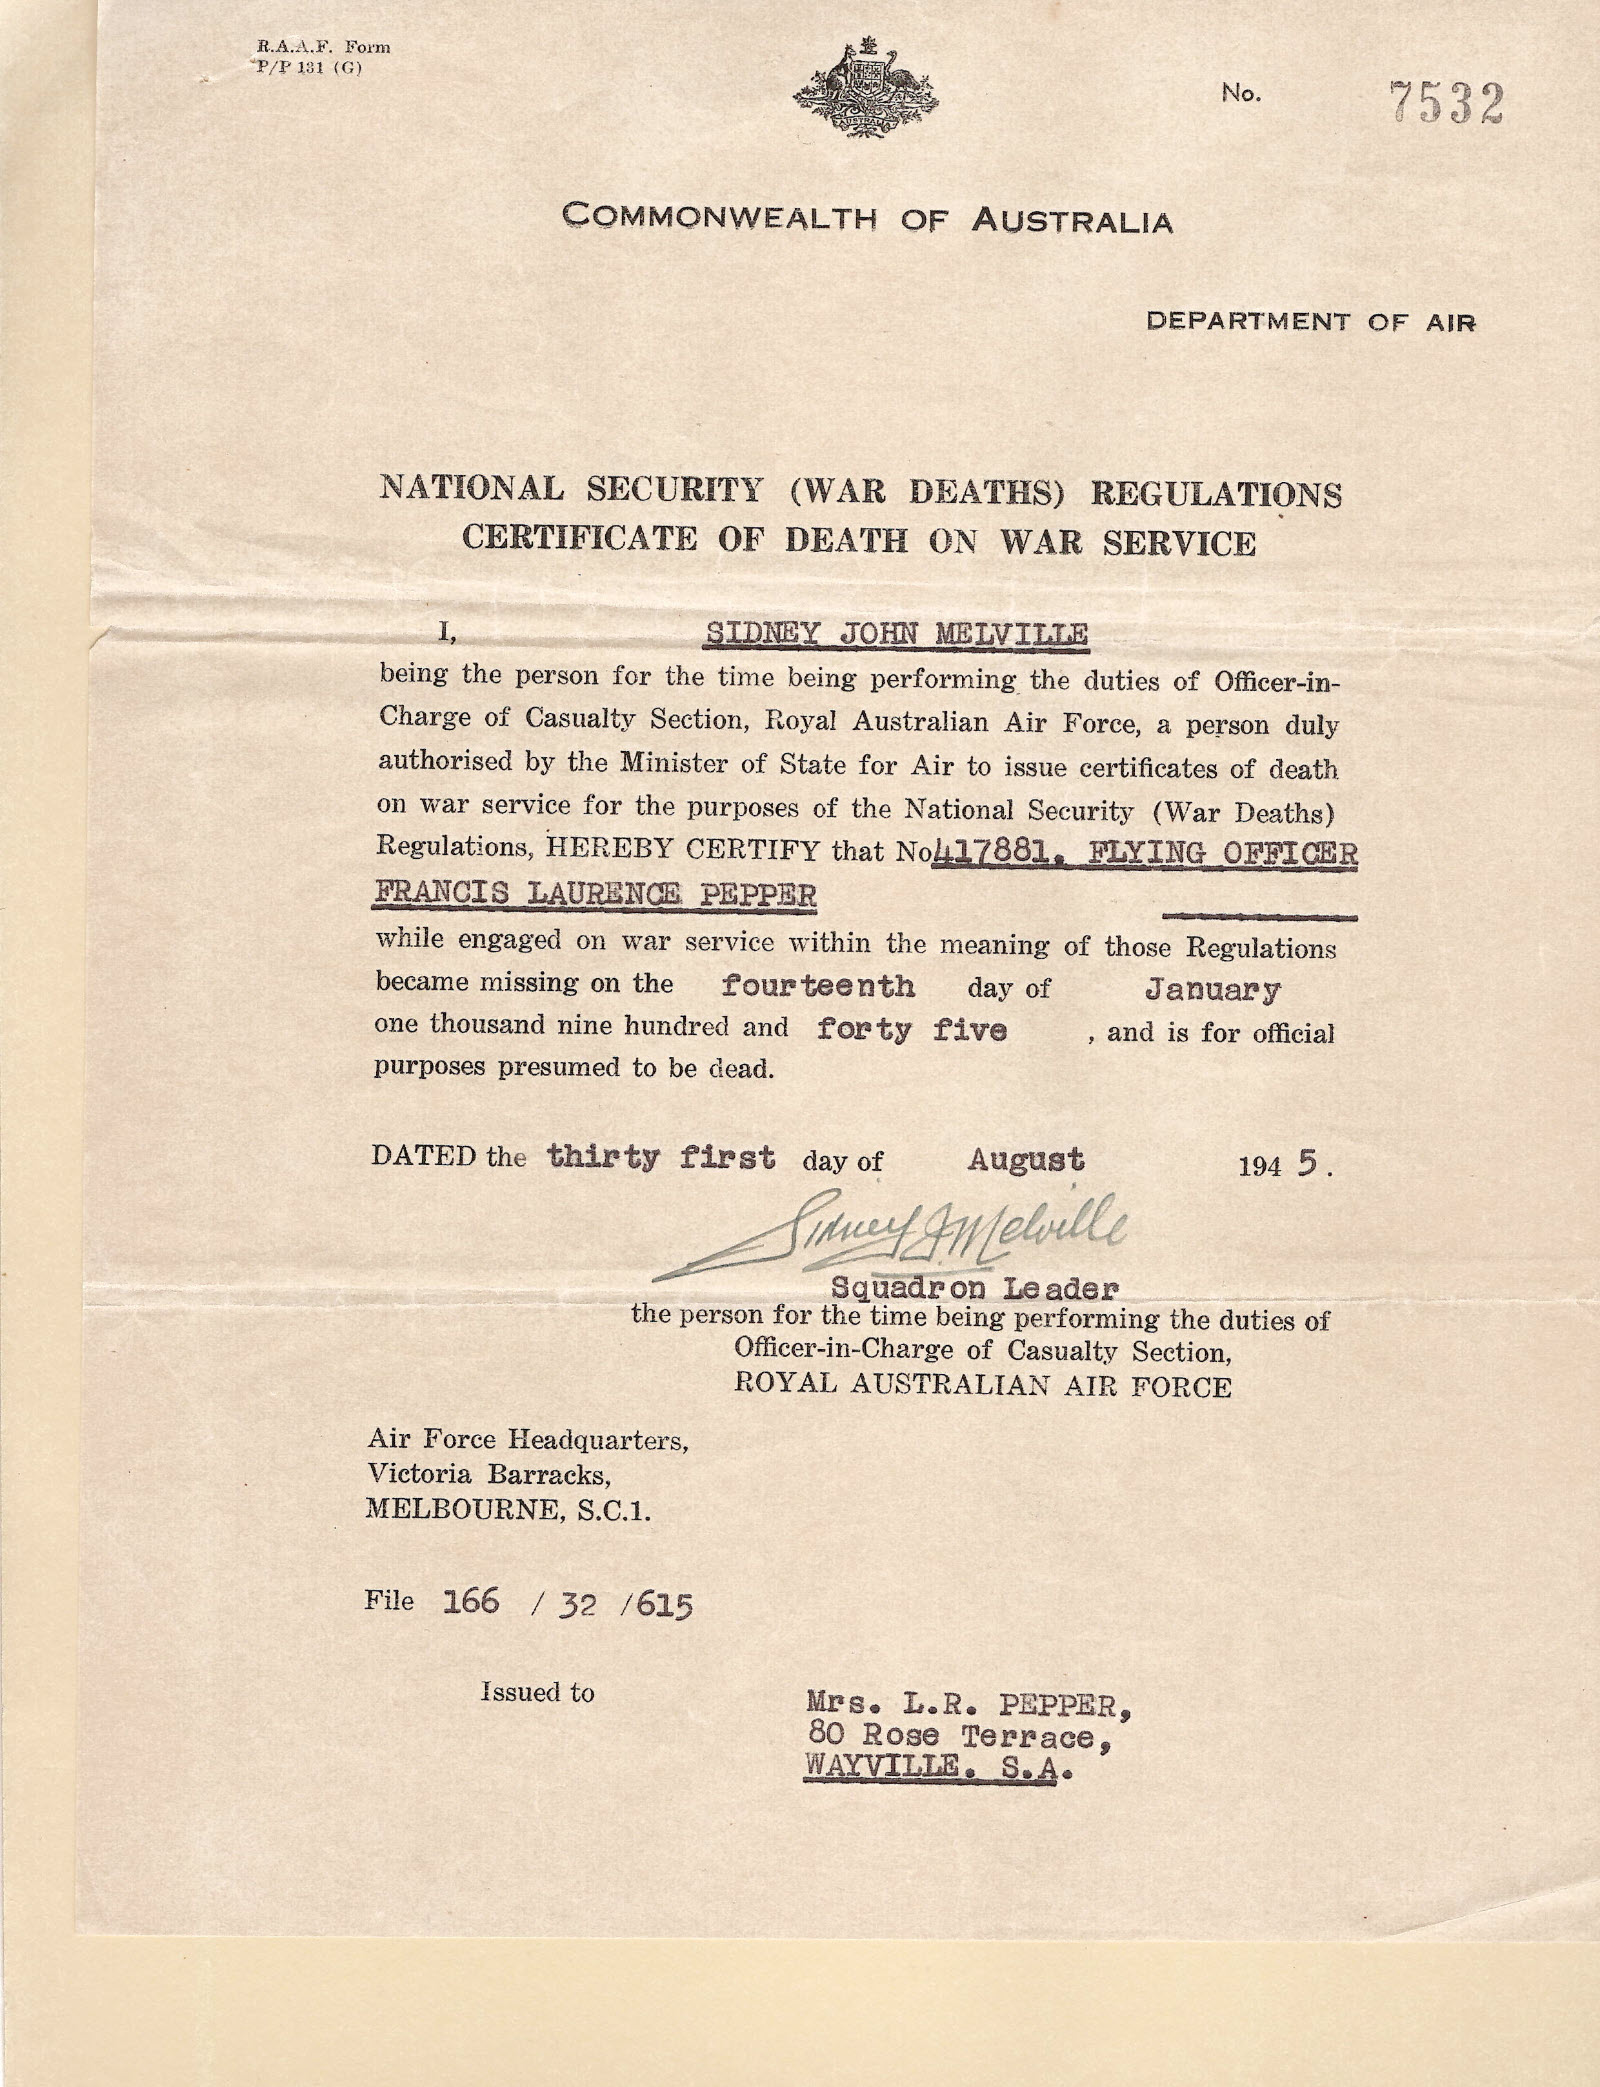 R.A.A.F. Form
P/P 131 (G)
AUSTRALIA
No. 7532
COMMONWEALTH OF AUSTRALIA
DEPARTMENT OF AIR
NATIONAL SECURITY (WAR DEATHS) REGULATIONS
CERTIFICATE OF DEATH ON WAR SERVICE
I, SIDNEY JOHN MELVILLE
being the person for the time being performing the duties of Officer-in-
Charge of Casualty Section, Royal Australian Air Force, a person duly
authorised by the Minister of State for Air to issue certificates of death
on war service for the purposes of the National Security (War Deaths)
Regulations, HEREBY CERTIFY that No417881. FLYING OFFICER
FRANCIS LAURENCE PEPPER
while engaged on war service within the meaning of those Regulations
became missing on the fourteenth day of January
one thousand nine hundred and forty five , and is for official
purposes presumed to be dead.
DATED the thirty first day of August 194 5.
Sidney J. Melville
Squadron Leader
the person for the time being performing the duties of
Officer-in-Charge of Casualty Section,
ROYAL AUSTRALIAN AIR FORCE
Air Force Headquarters,
Victoria Barracks,
MELBOURNE, S.C.1.
File 166 / 32 /615
Issued to Mrs. L.R. PEPPER,
80 Rose Terrace,
WAYVILLE. S.A.